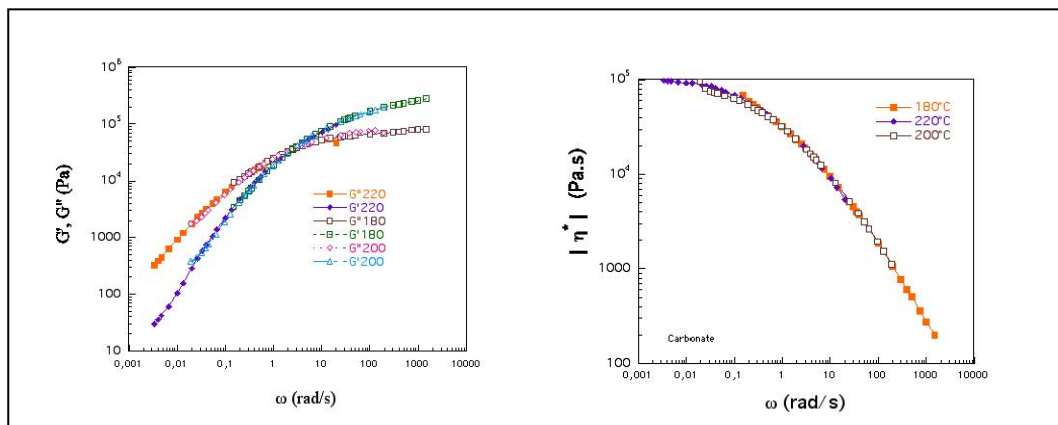 10⁶
10⁵
10⁴
1000
100
10
G', G" (Pa)
G"220
G'220
G"180
G'180
G"200
G'200
0,001 0,01 0,1 1 10 100 1000 10000
ω (rad/s)
10⁵
10⁴
1000
100
| η* | (Pa.s)
180°C
220°C
200°C
Carbonate
0,001 0,01 0,1 1 10 100 1000 10000
ω (rad/s)